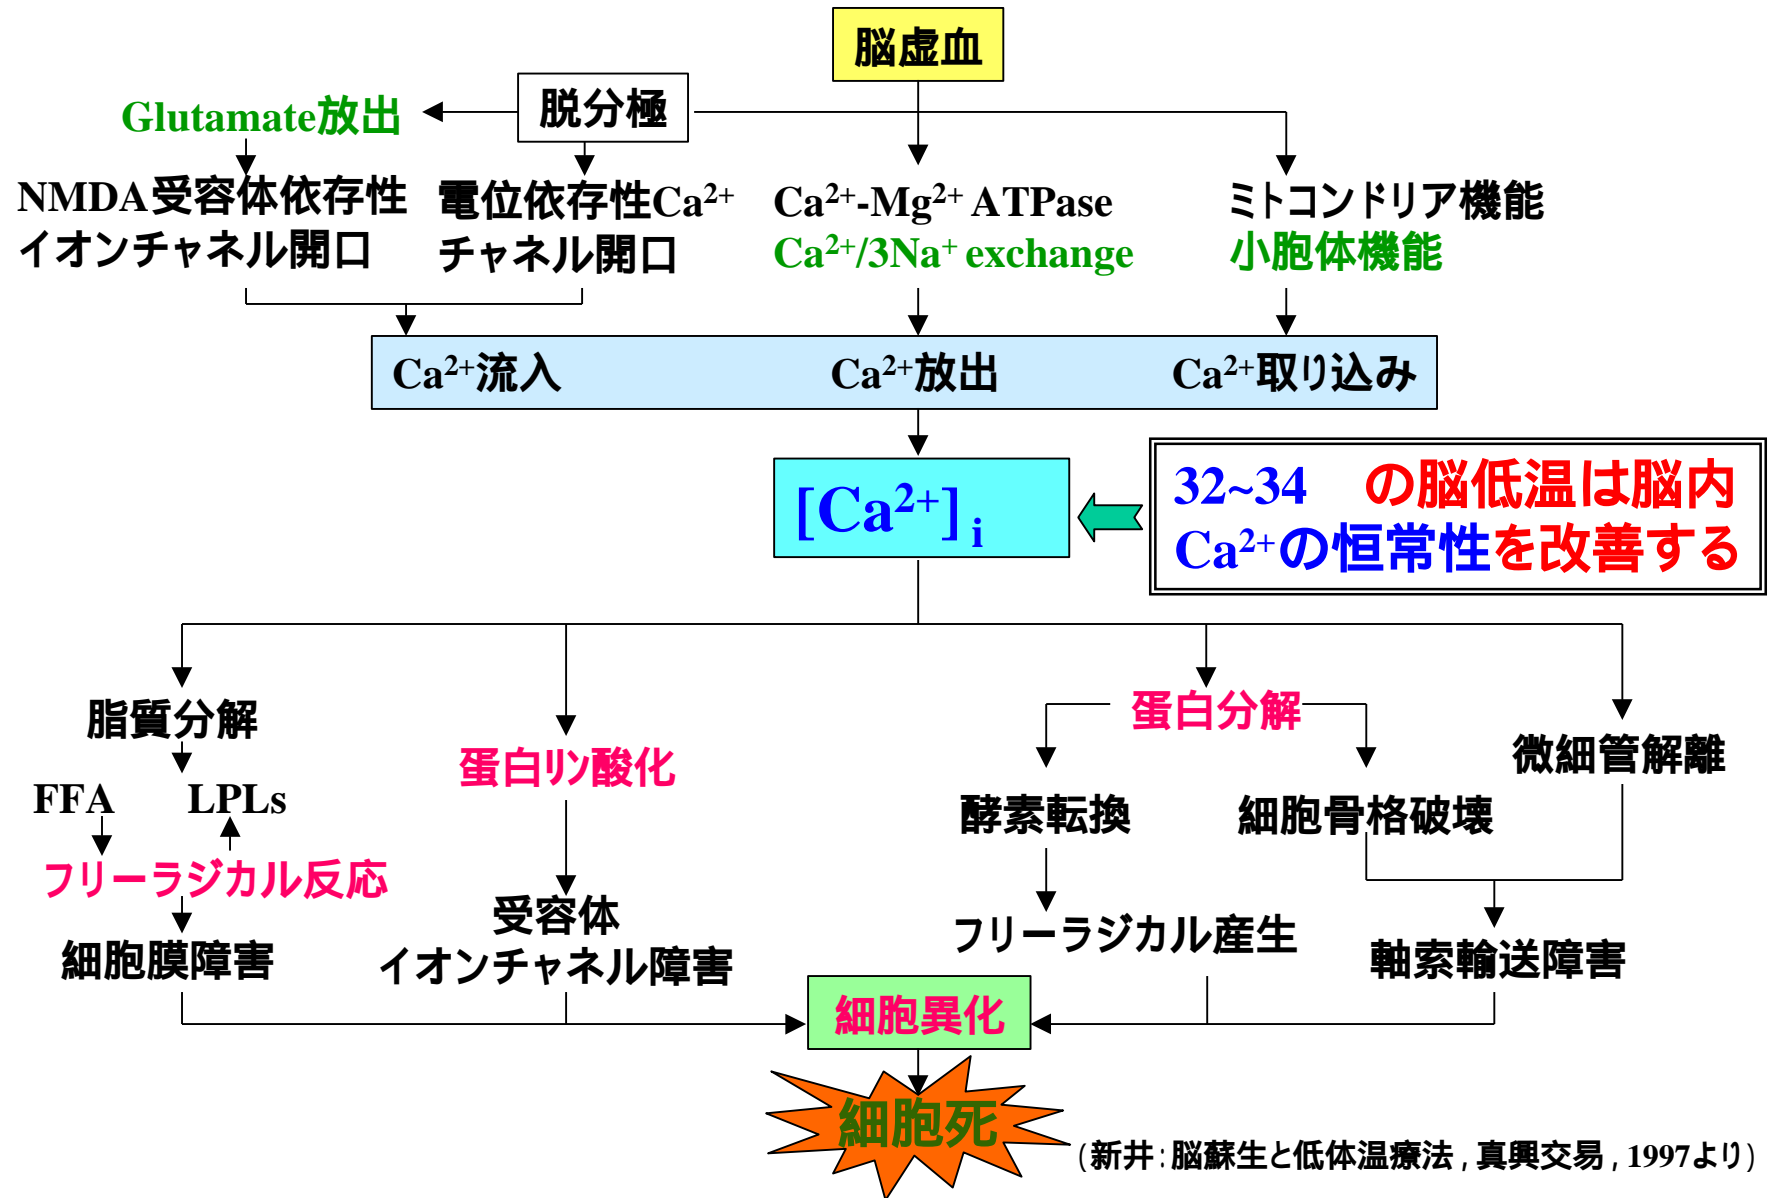 脳虚血
脱分極
Glutamate放出
NMDA受容体依存性
イオンチャネル開口
電位依存性Ca²⁺
チャネル開口
Ca²⁺-Mg²⁺ ATPase
Ca²⁺/3Na⁺ exchange
ミトコンドリア機能
小胞体機能
Ca²⁺流入
Ca²⁺放出
Ca²⁺取り込み
[Ca²⁺] i
32~34 の脳低温は脳内
Ca²⁺の恒常性を改善する
脂質分解
蛋白リン酸化
蛋白分解
微細管解離
FFA
LPLs
酵素転換
細胞骨格破壊
フリーラジカル反応
受容体
イオンチャネル障害
フリーラジカル産生
細胞膜障害
軸索輸送障害
細胞異化
細胞死
(新井:脳蘇生と低体温療法,真興交易,1997より)